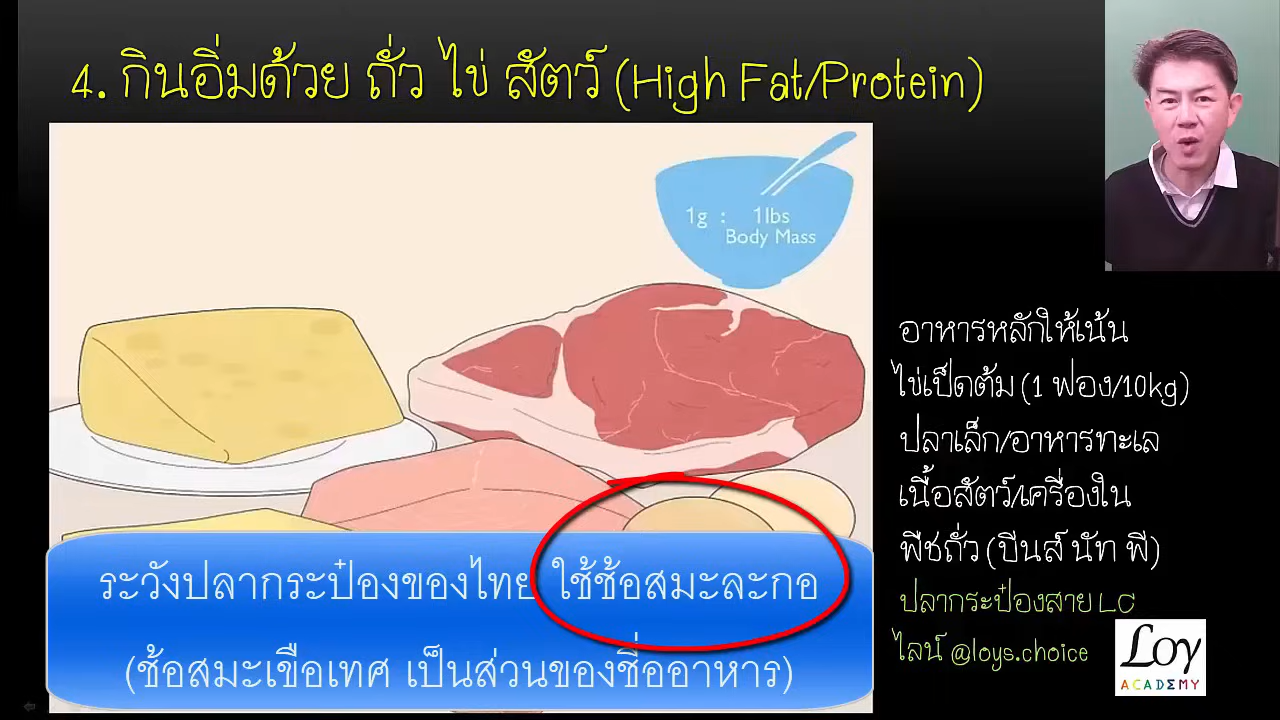 4. กินอิ่มด้วย ถั่ว ไข่ สัตว์ (High Fat/Protein)
1g : 1lbs
Body Mass
อาหารหลักให้เน้น
ไข่เป็ดต้ม (1 ฟอง/10kg)
ปลาเล็ก/อาหารทะเล
เนื้อสัตว์/เครื่องใน
พืชถั่ว (บีนส์ นัท พี)
ปลากระป๋องสาย LC
ไลน์ @loys.choice
ระวังปลากระป๋องของไทย ใช้ซ้อสมะละกอ
(ซ้อสมะเขือเทศ เป็นส่วนของชื่ออาหาร)
Loy
ACADEMY